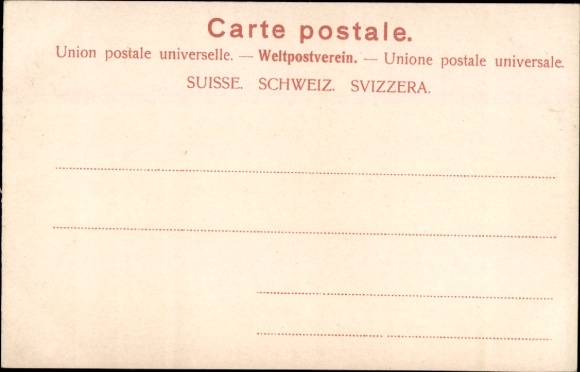 Carte postale.
Union postale universelle. — Weltpostverein. — Unione postale universale.
SUISSE. SCHWEIZ. SVIZZERA.